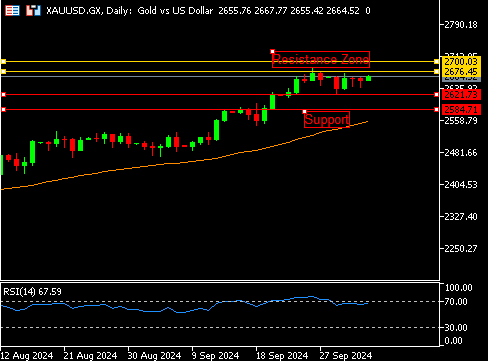 XAUUSD.GX, Daily: Gold vs US Dollar 2655.76 2667.77 2655.42 2664.52 0
2790.18
Resistance Zone
2700.03
2676.45
2621.73
Support
2558.79
2481.66
2404.53
2327.40
2250.27
RSI(14) 67.59
100.00
70.00
30.00
0.00
12 Aug 2024 21 Aug 2024 30 Aug 2024 9 Sep 2024 18 Sep 2024 27 Sep 2024